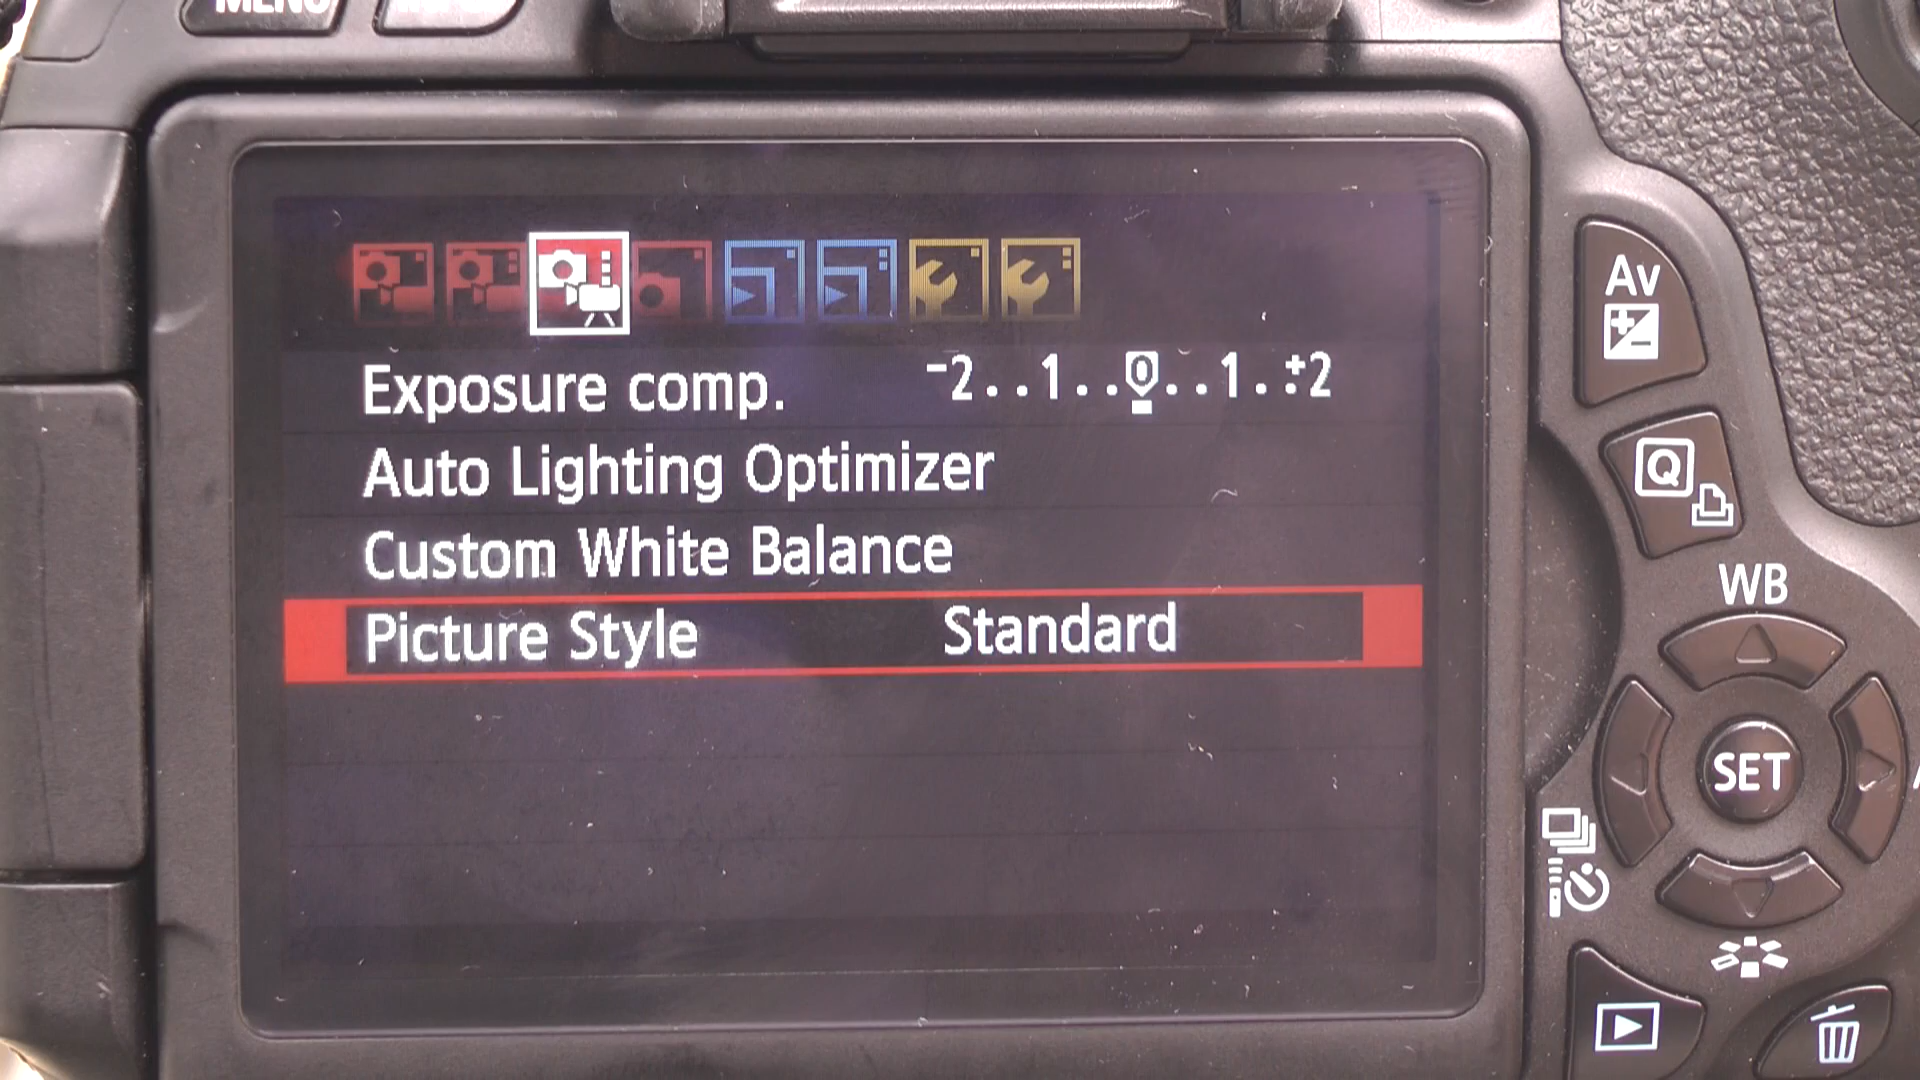 MENU
Exposure comp. -2..1..0..1..+2
Auto Lighting Optimizer
Custom White Balance
Picture Style Standard
Av
Q
WB
SET